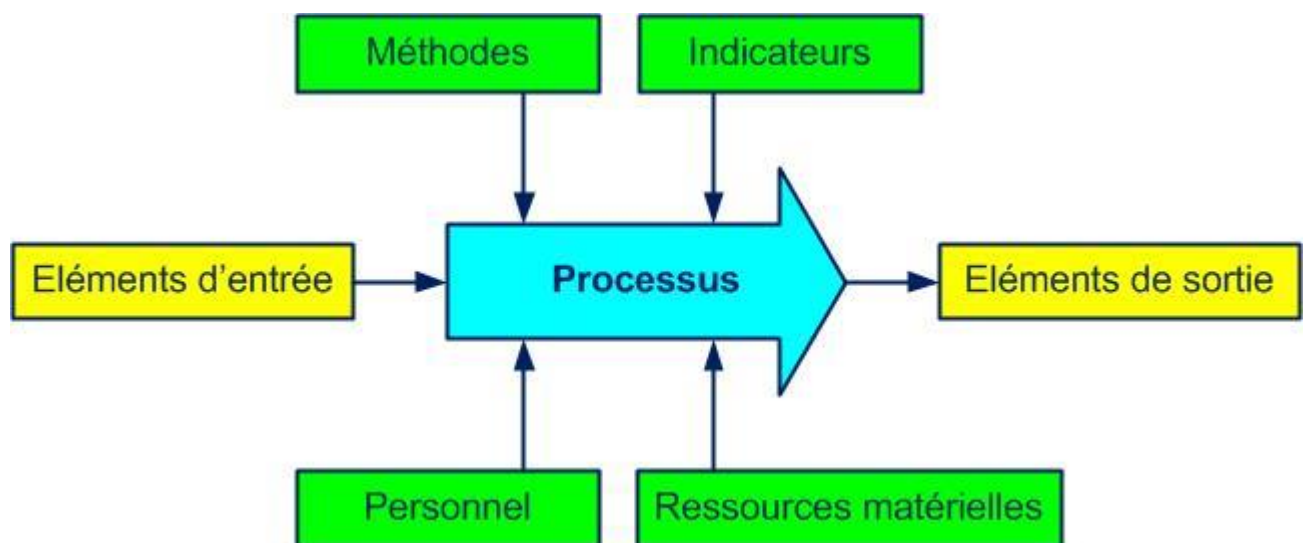 Méthodes
Indicateurs
Eléments d'entrée
Processus
Eléments de sortie
Personnel
Ressources matérielles